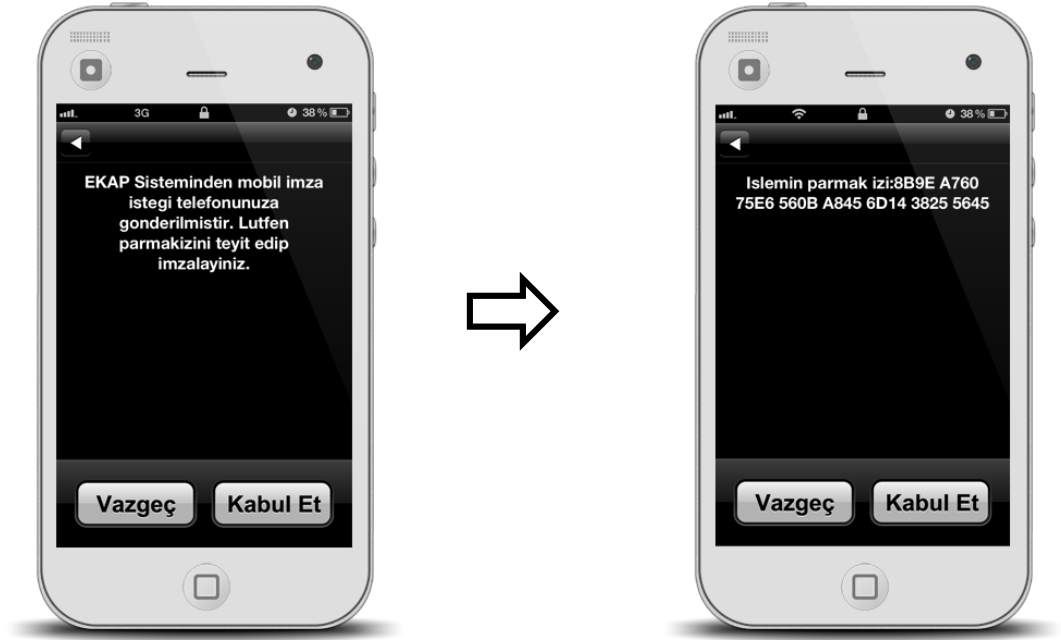 3G
38 %
EKAP Sisteminden mobil imza
istegi telefonunuza
gonderilmistir. Lutfen
parmakizini teyit edip
imzalayiniz.
Vazgeç
Kabul Et
38 %
Islemin parmak izi:8B9E A760
75E6 560B A845 6D14 3825 5645
Vazgeç
Kabul Et